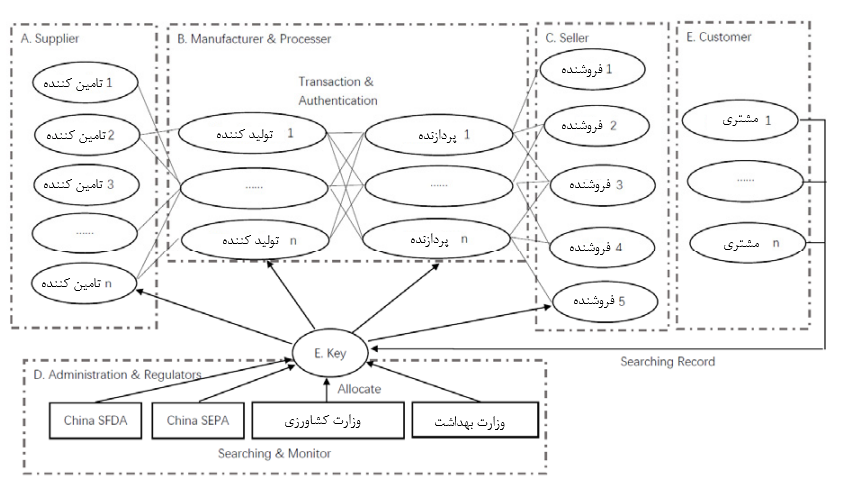 A. Supplier
تامین کننده 1
تامین کننده 2
تامین کننده 3
......
تامین کننده n
B. Manufacturer & Processer
Transaction &
Authentication
تولید کننده 1
......
تولید کننده n
پردازنده 1
......
پردازنده n
C. Seller
فروشنده 1
فروشنده 2
فروشنده 3
فروشنده 4
فروشنده 5
E. Customer
مشتری 1
......
مشتری n
E. Key
Searching Record
D. Administration & Regulators
Allocate
China SFDA
China SEPA
وزارت کشاورزی
وزارت بهداشت
Searching & Monitor